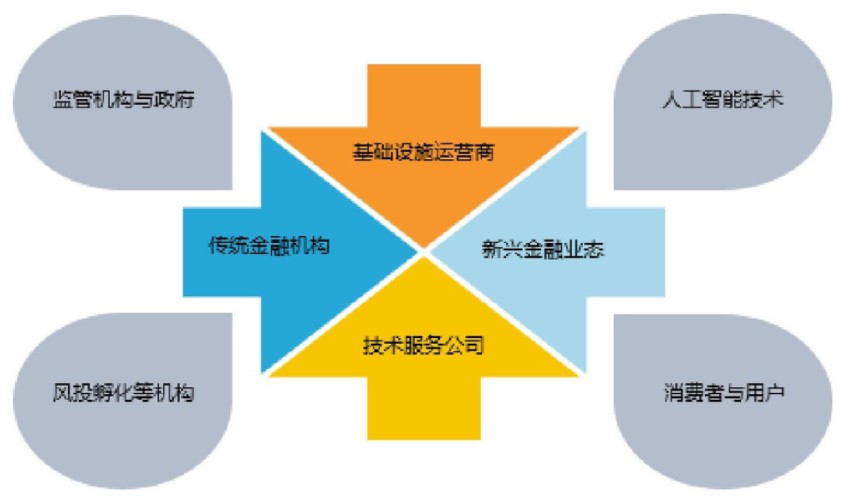 监管机构与政府
人工智能技术
基础设施运营商
传统金融机构
新兴金融业态
技术服务公司
风投孵化等机构
消费者与用户